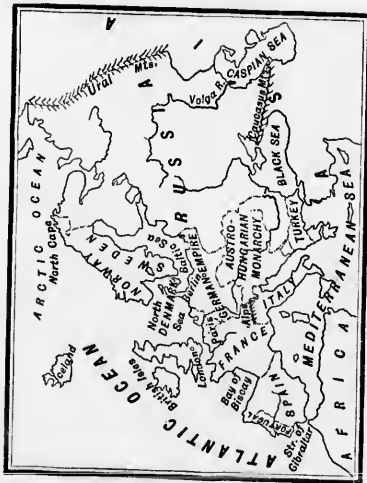 ARCTIC OCEAN
North Cape
Iceland
ATLANTIC OCEAN
British Isles
NORWAY
SWEDEN
Baltic Sea
North
Sea
DENMARK
RUSSIA
Ural Mts.
ASIA
Volga R.
CASPIAN SEA
Caucasus Mts.
BLACK SEA
London
Paris
Berlin
GERMAN EMPIRE
AUSTRO-
HUNGARIAN
MONARCHY
Alps
FRANCE
Bay of
Biscay
SPAIN
PORTUGAL
Str. of
Gibraltar
ITALY
TURKEY
MEDITERRANEAN SEA
AFRICA